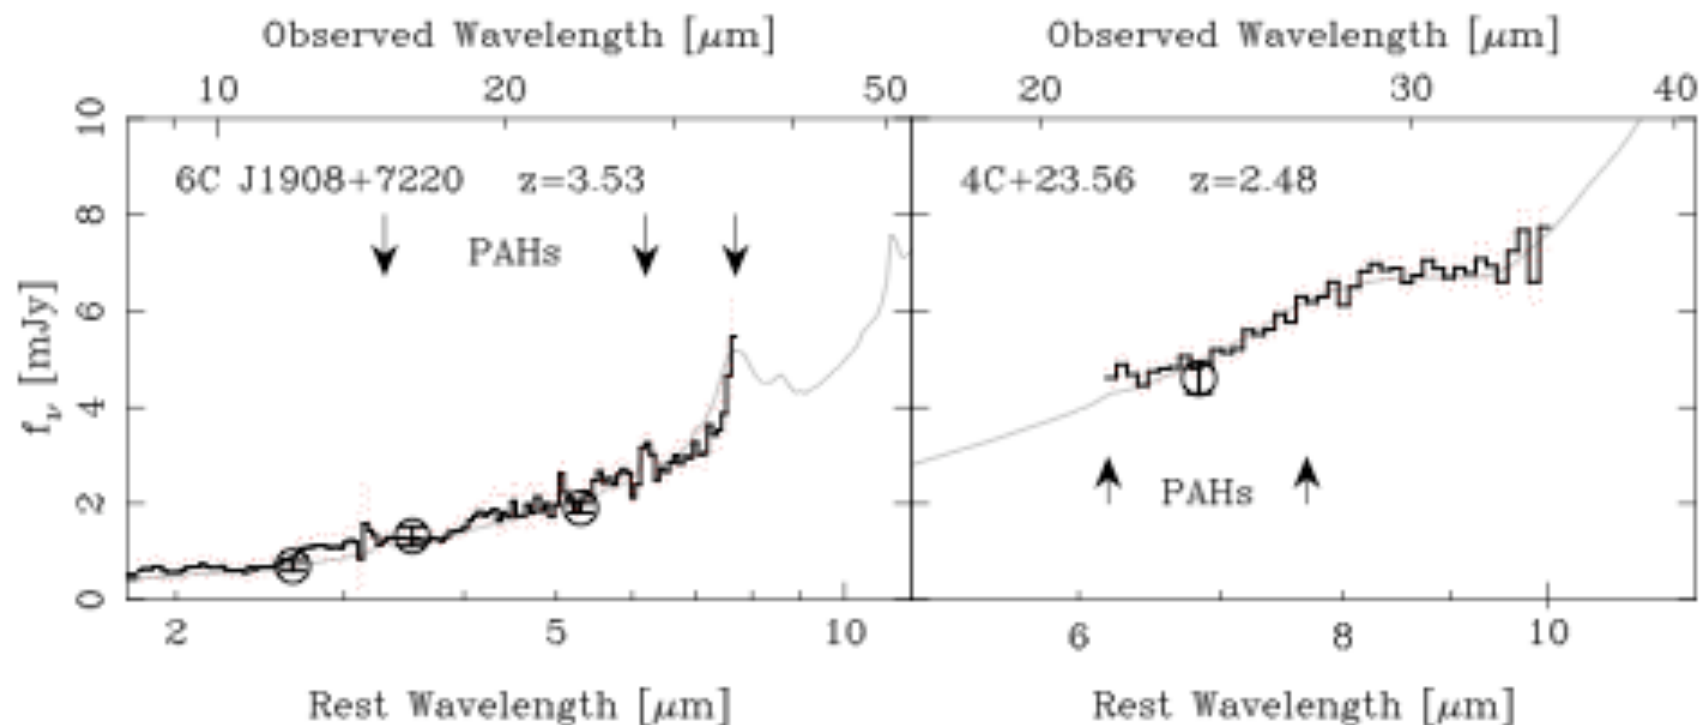 Observed Wavelength [μm] Observed Wavelength [μm]
10 20 50 20 30 40
10
6C J1908+7220 z=3.53 4C+23.56 z=2.48
8
PAHs
6
f_ν [mJy]
4
PAHs
2
0
2 5 10 6 8 10
Rest Wavelength [μm] Rest Wavelength [μm]